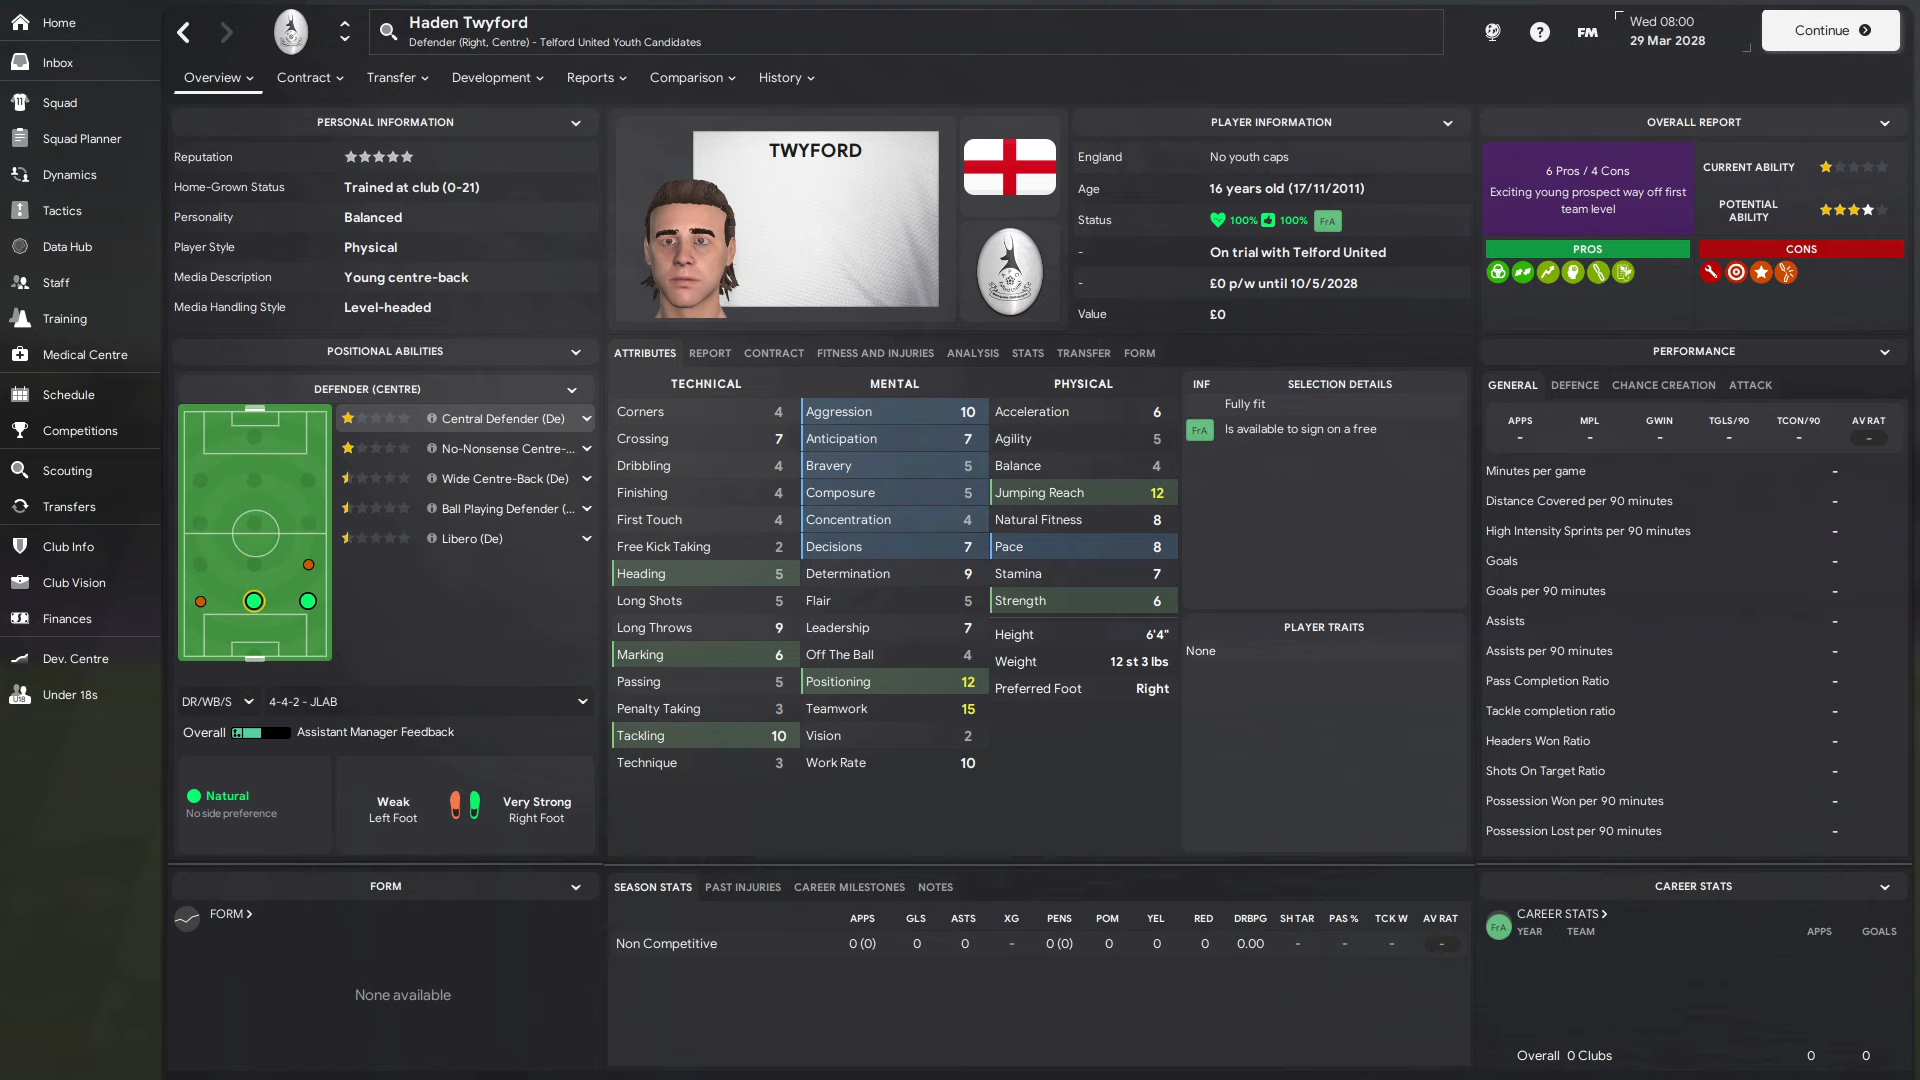 Home
Inbox
Squad
Squad Planner
Dynamics
Tactics
Data Hub
Staff
Training
Medical Centre
Schedule
Competitions
Scouting
Transfers
Club Info
Club Vision
Finances
Dev. Centre
Under 18s
Haden Twyford
Defender (Right, Centre) - Telford United Youth Candidates
FM
Wed 08:00
29 Mar 2028
Continue
Overview Contract Transfer Development Reports Comparison History
PERSONAL INFORMATION
Reputation
Home-Grown Status Trained at club (0-21)
Personality Balanced
Player Style Physical
Media Description Young centre-back
Media Handling Style Level-headed
TWYFORD
PLAYER INFORMATION
England No youth caps
Age 16 years old (17/11/2011)
Status 100% 100% FrA
- On trial with Telford United
- £0 p/w until 10/5/2028
Value £0
OVERALL REPORT
6 Pros / 4 Cons
Exciting young prospect way off first
team level
CURRENT ABILITY
POTENTIAL
ABILITY
PROS CONS
POSITIONAL ABILITIES
DEFENDER (CENTRE)
Central Defender (De)
No-Nonsense Centre-...
Wide Centre-Back (De)
Ball Playing Defender (...
Libero (De)
DR/WB/S 4-4-2 - JLAB
Overall Assistant Manager Feedback
Natural
No side preference
Weak
Left Foot
Very Strong
Right Foot
ATTRIBUTES REPORT CONTRACT FITNESS AND INJURIES ANALYSIS STATS TRANSFER FORM
TECHNICAL
Corners 4
Crossing 7
Dribbling 4
Finishing 4
First Touch 4
Free Kick Taking 2
Heading 5
Long Shots 5
Long Throws 9
Marking 6
Passing 5
Penalty Taking 3
Tackling 10
Technique 3
MENTAL
Aggression 10
Anticipation 7
Bravery 5
Composure 5
Concentration 4
Decisions 7
Determination 9
Flair 5
Leadership 7
Off The Ball 4
Positioning 12
Teamwork 15
Vision 2
Work Rate 10
PHYSICAL
Acceleration 6
Agility 5
Balance 4
Jumping Reach 12
Natural Fitness 8
Pace 8
Stamina 7
Strength 6
Height 6'4"
Weight 12 st 3 lbs
Preferred Foot Right
INF SELECTION DETAILS
Fully fit
FrA Is available to sign on a free
PLAYER TRAITS
None
PERFORMANCE
GENERAL DEFENCE CHANCE CREATION ATTACK
APPS MPL GWIN TGLS/90 TCON/90 AV RAT
- - - - - -
Minutes per game -
Distance Covered per 90 minutes -
High Intensity Sprints per 90 minutes -
Goals -
Goals per 90 minutes -
Assists -
Assists per 90 minutes -
Pass Completion Ratio -
Tackle completion ratio -
Headers Won Ratio -
Shots On Target Ratio -
Possession Won per 90 minutes -
Possession Lost per 90 minutes -
FORM
FORM >
None available
SEASON STATS PAST INJURIES CAREER MILESTONES NOTES
APPS GLS ASTS XG PENS POM YEL RED DRBPG SH TAR PAS % TCK W AV RAT
Non Competitive 0 (0) 0 0 - 0 (0) 0 0 0 0.00 - - - -
CAREER STATS
FrA CAREER STATS >
YEAR TEAM APPS GOALS
Overall 0 Clubs 0 0